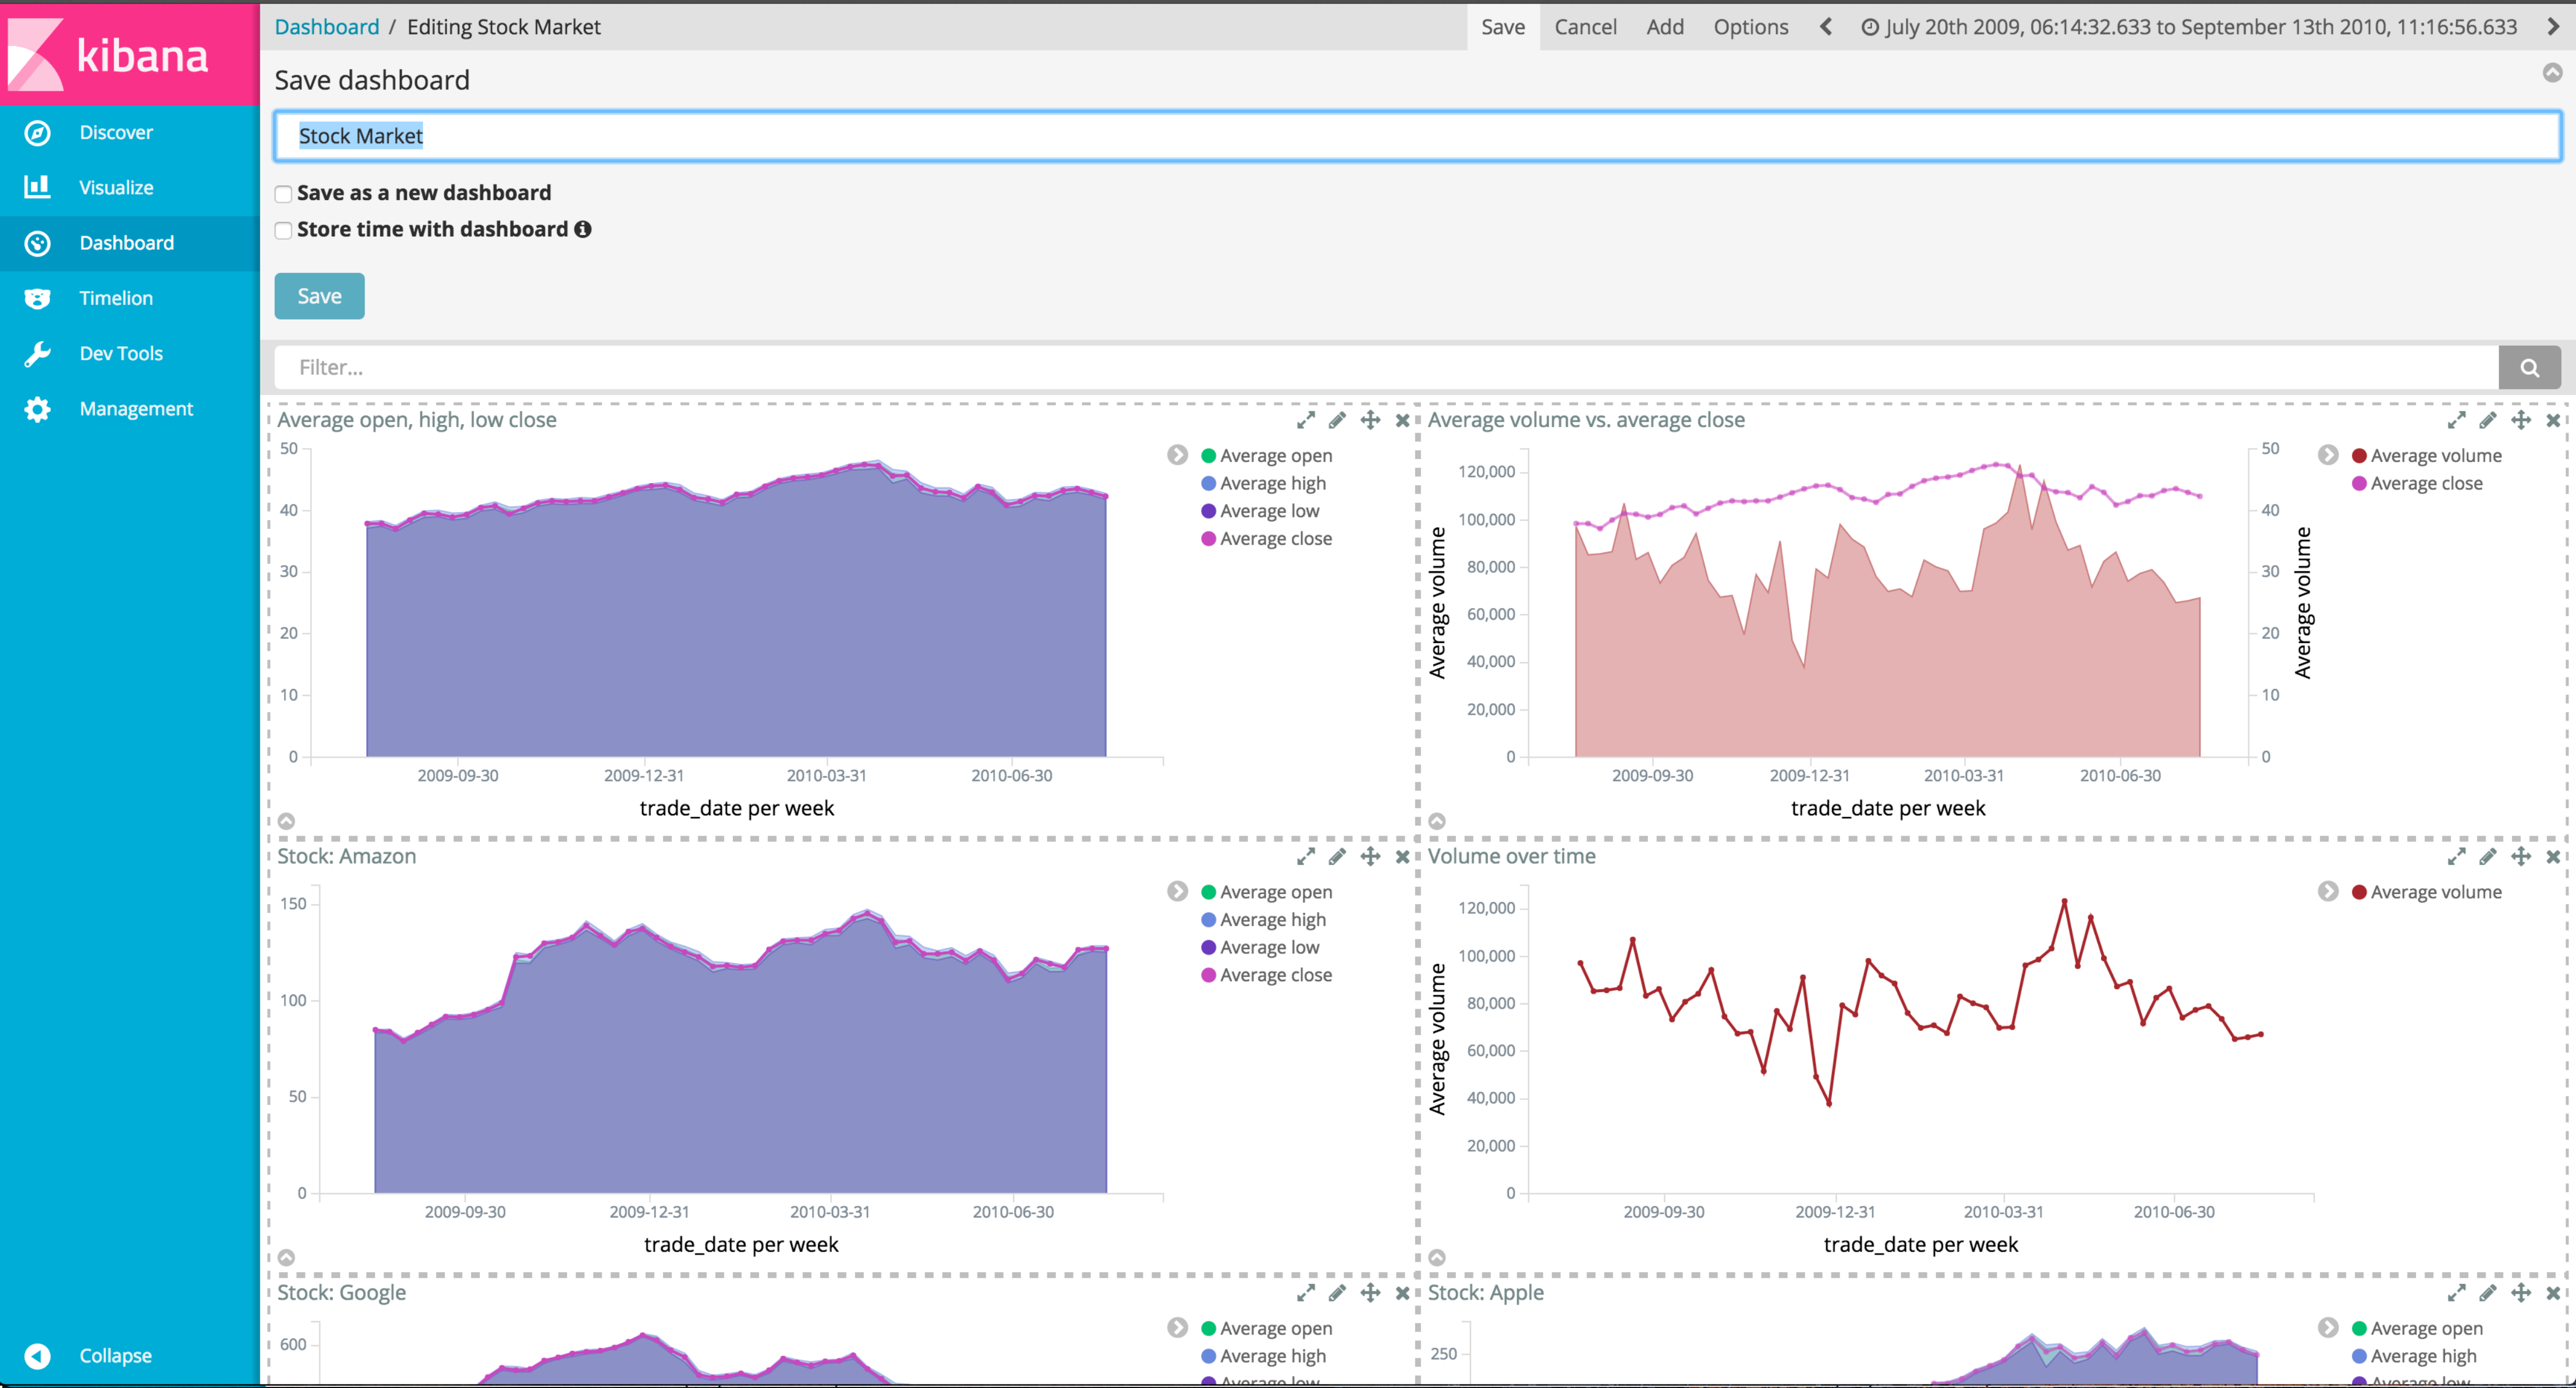 kibana
Discover
Visualize
Dashboard
Timelion
Dev Tools
Management
Collapse
Dashboard / Editing Stock Market
Save Cancel Add Options July 20th 2009, 06:14:32.633 to September 13th 2010, 11:16:56.633
Save dashboard
Stock Market
Save as a new dashboard
Store time with dashboard
Save
Filter...
Average open, high, low close
50
40
30
20
10
0
2009-09-30 2009-12-31 2010-03-31 2010-06-30
trade_date per week
Average open
Average high
Average low
Average close
Average volume vs. average close
Average volume
120,000
100,000
80,000
60,000
40,000
20,000
0
50
40
30
20
10
0
Average volume
2009-09-30 2009-12-31 2010-03-31 2010-06-30
trade_date per week
Average volume
Average close
Stock: Amazon
150
100
50
0
2009-09-30 2009-12-31 2010-03-31 2010-06-30
trade_date per week
Average open
Average high
Average low
Average close
Volume over time
Average volume
120,000
100,000
80,000
60,000
40,000
20,000
0
2009-09-30 2009-12-31 2010-03-31 2010-06-30
trade_date per week
Average volume
Stock: Google
600
Average open
Average high
Average low
Stock: Apple
250
Average open
Average high
Average low